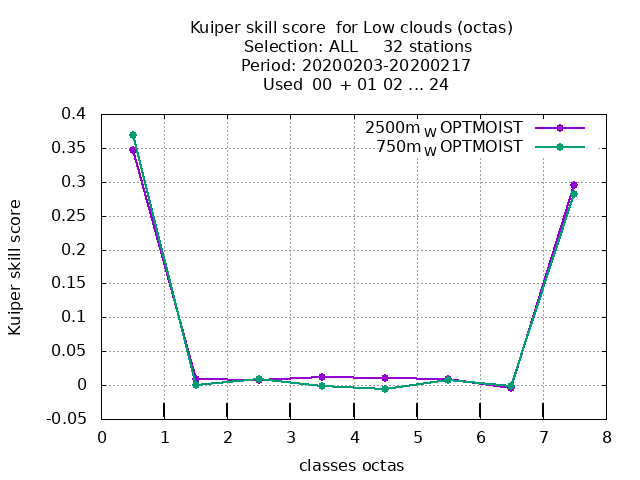 Kuiper skill score  for Low clouds (octas)
Selection: ALL     32 stations
Period: 20200203-20200217
Used  00 + 01 02 ... 24
2500m W OPTMOIST
750m W OPTMOIST
0.4
0.35
0.3
0.25
0.2
0.15
0.1
0.05
0
-0.05
Kuiper skill score
0 1 2 3 4 5 6 7 8
classes octas